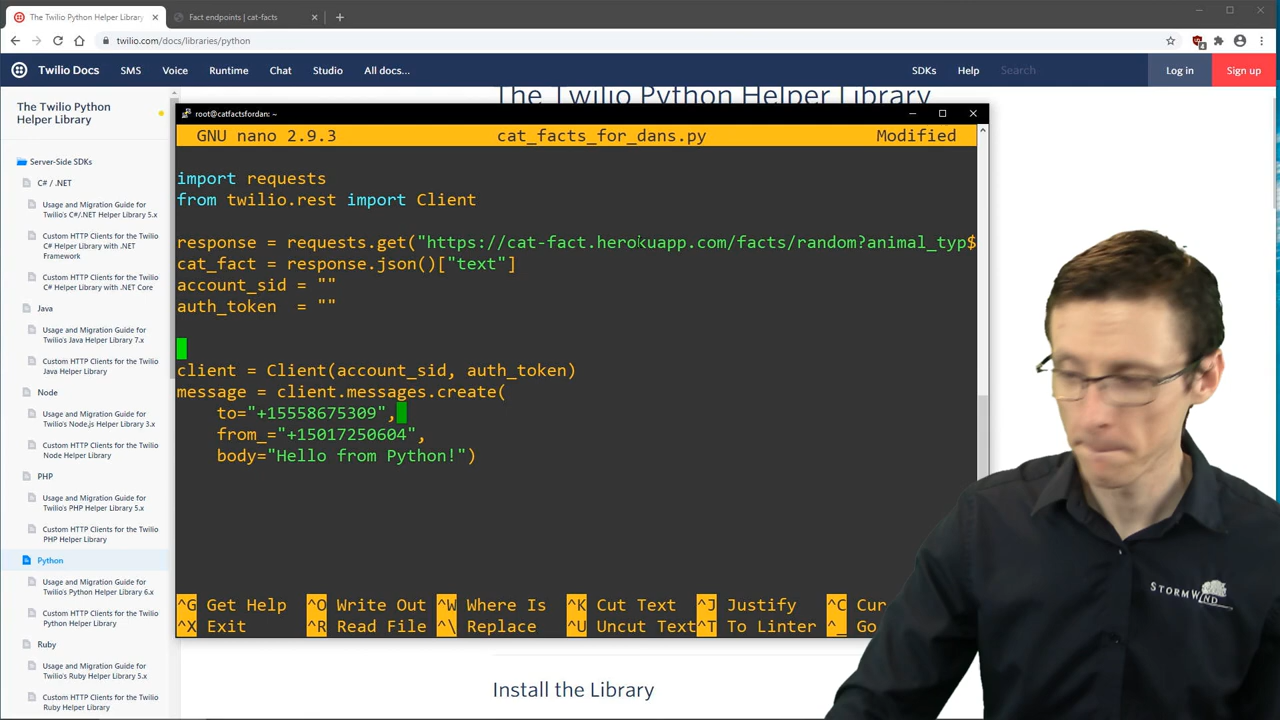 The Twilio Python Helper Library
Fact endpoints | cat-facts
twilio.com/docs/libraries/python
Twilio Docs
SMS
Voice
Runtime
Chat
Studio
All docs...
SDKs
Help
Search
Log in
Sign up
The Twilio Python
Helper Library
Server-Side SDKs
C# / .NET
Usage and Migration Guide for
Twilio's C#/.NET Helper Library 5.x
Custom HTTP Clients for the Twilio
C# Helper Library with .NET
Framework
Custom HTTP Clients for the Twilio
C# Helper Library with .NET Core
Java
Usage and Migration Guide for
Twilio's Java Helper Library 7.x
Custom HTTP Clients for the Twilio
Java Helper Library
Node
Usage and Migration Guide for
Twilio's Node.js Helper Library 3.x
Custom HTTP Clients for the Twilio
Node Helper Library
PHP
Usage and Migration Guide for
Twilio's PHP Helper Library 5.x
Custom HTTP Clients for the Twilio
PHP Helper Library
Python
Usage and Migration Guide for
Twilio's Python Helper Library 6.x
Custom HTTP Clients for the Twilio
Python Helper Library
Ruby
Usage and Migration Guide for
Twilio's Ruby Helper Library 5.x
Custom HTTP Clients for the Twilio
Ruby Helper Library
The Twilio Python Helper Library
root@catfactsfordan: ~
GNU nano 2.9.3 cat_facts_for_dans.py Modified
import requests
from twilio.rest import Client
response = requests.get("https://cat-fact.herokuapp.com/facts/random?animal_typ$
cat_fact = response.json()["text"]
account_sid = ""
auth_token  = ""
client = Client(account_sid, auth_token)
message = client.messages.create(
to="+15558675309",
from_="+15017250604",
body="Hello from Python!")
^G Get Help ^O Write Out ^W Where Is ^K Cut Text ^J Justify ^C Cur
^X Exit ^R Read File ^\ Replace ^U Uncut Text ^T To Linter ^_ Go
Install the Library
STORMWIND